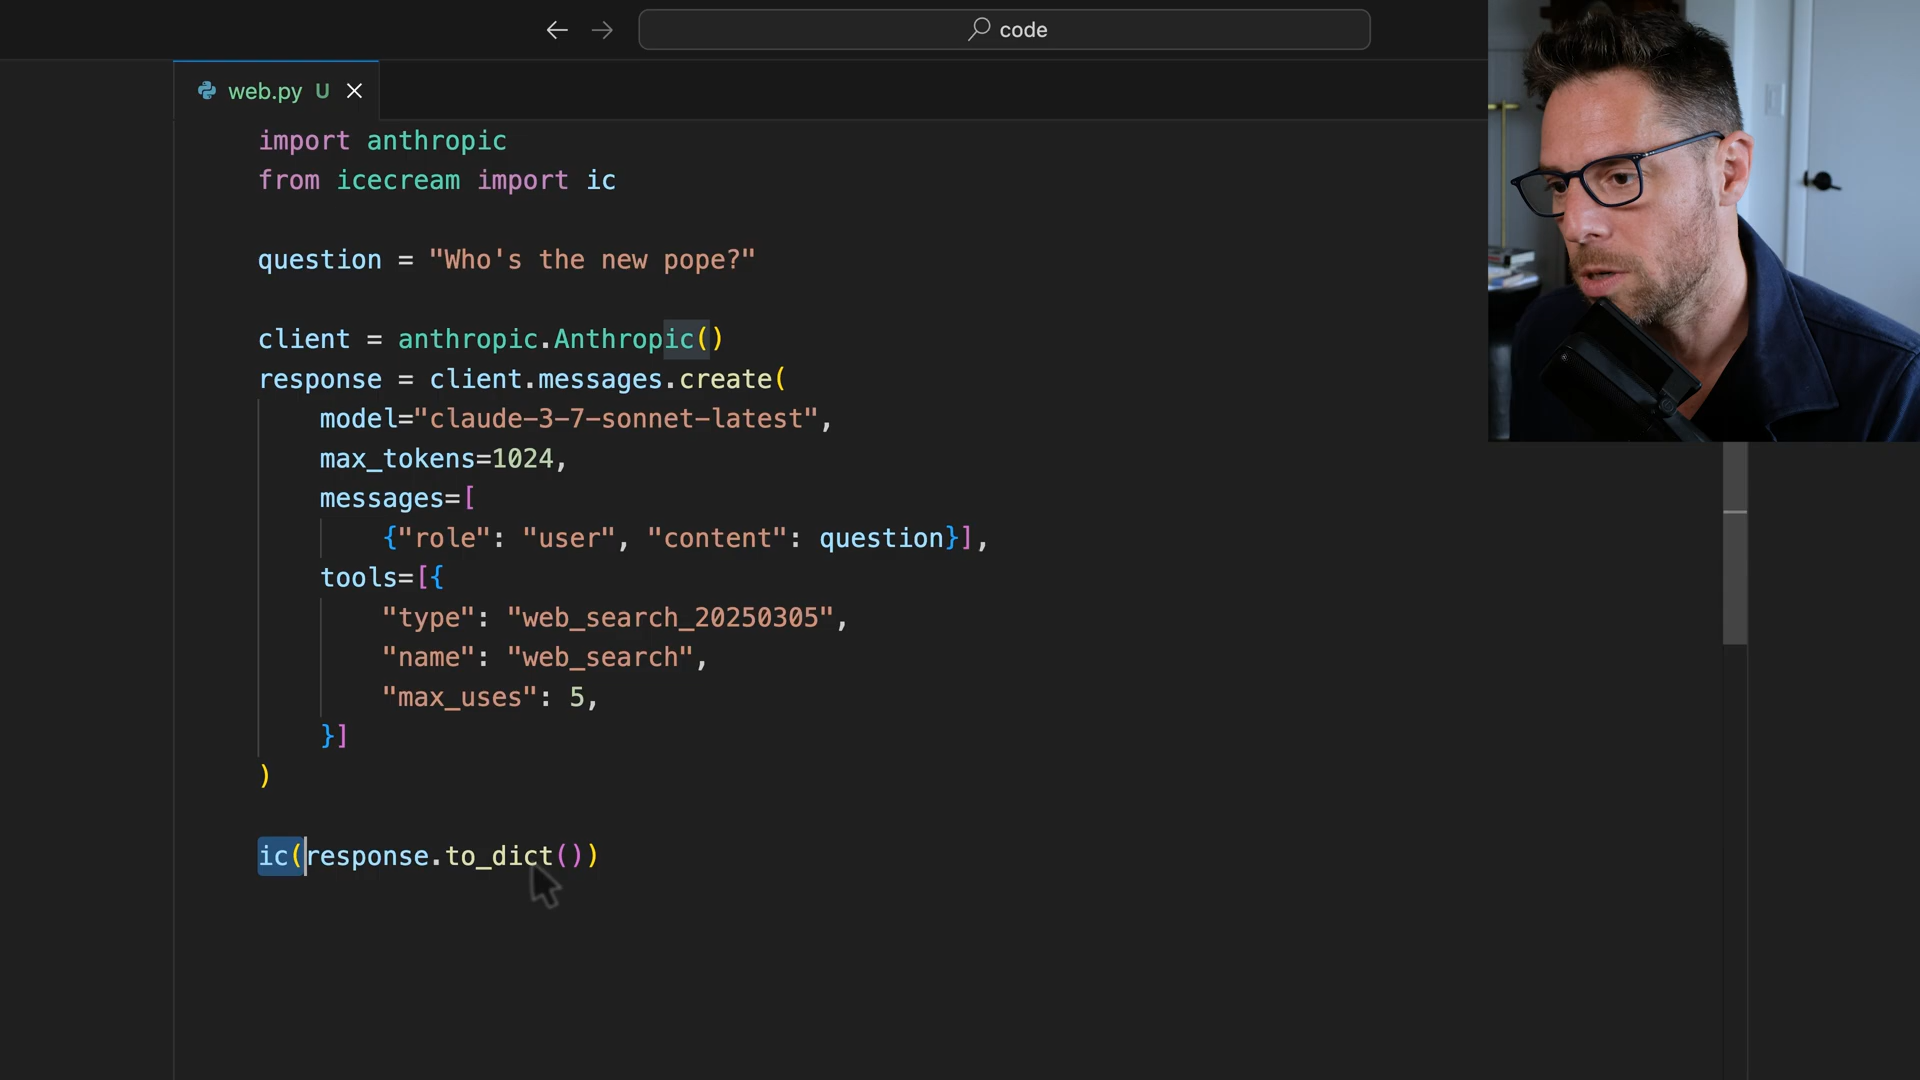 code
web.py U
import anthropic
from icecream import ic
question = "Who's the new pope?"
client = anthropic.Anthropic()
response = client.messages.create(
model="claude-3-7-sonnet-latest",
max_tokens=1024,
messages=[
{"role": "user", "content": question}],
tools=[{
"type": "web_search_20250305",
"name": "web_search",
"max_uses": 5,
}]
)
ic(response.to_dict())